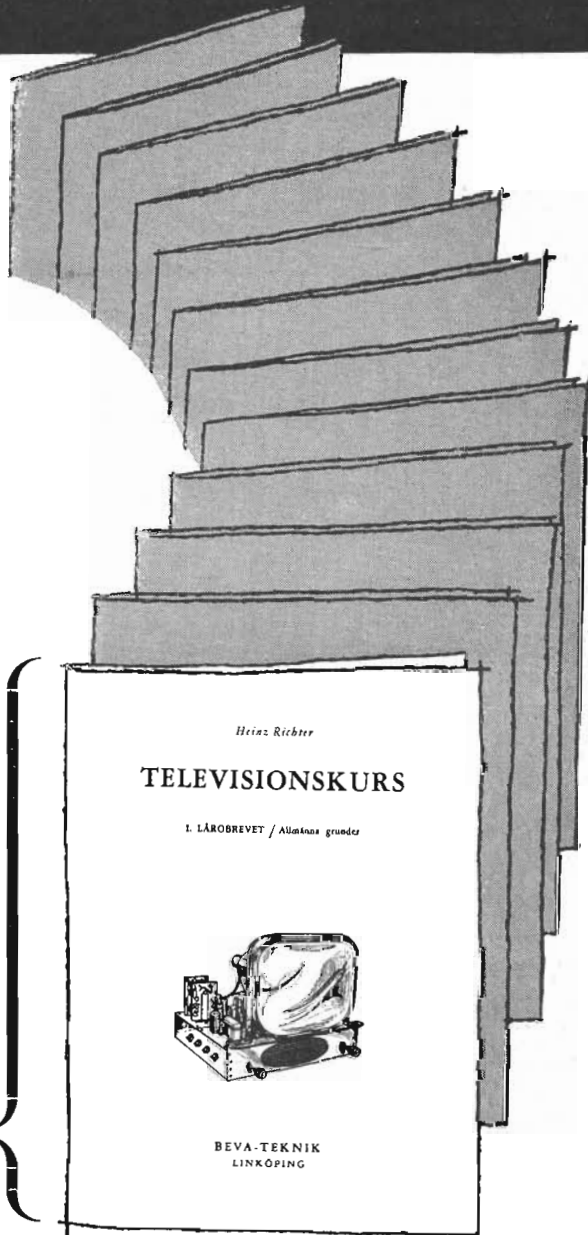 Heinz Richter
TELEVISIONSKURS
1. LÄROBREVET / Allmänna grunder
BEVA-TEKNIK
LINKÖPING